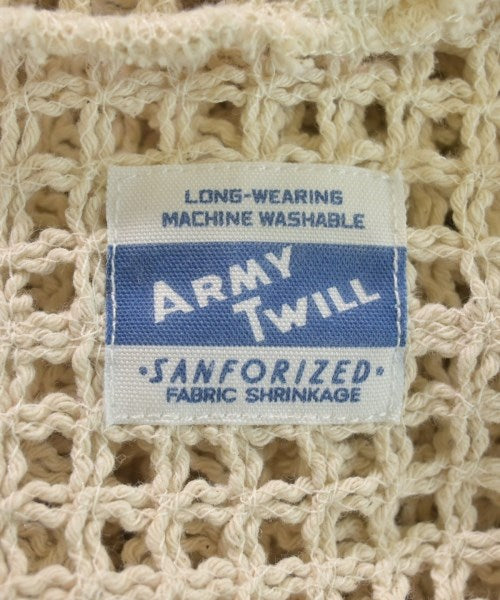 LONG-WEARING
MACHINE WASHABLE
ARMY
TWILL
·SANFORIZED·
FABRIC SHRINKAGE